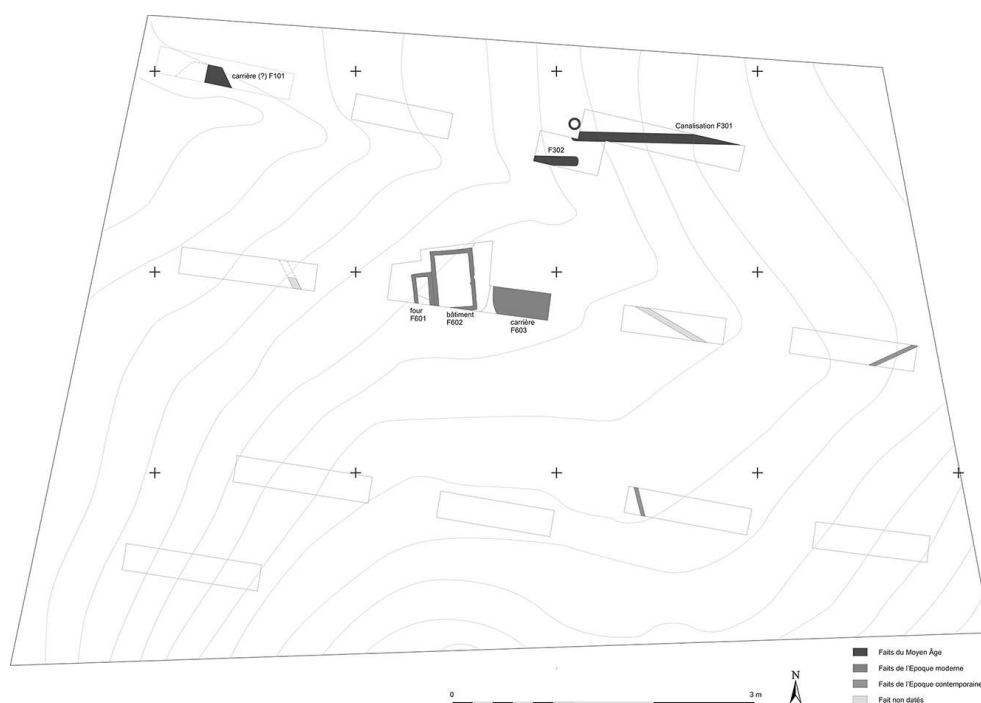 carrière (?) F101
Canalisation F301
F302
four
F601
bâtiment
F602
carrière
F603
0
3 m
N
Faits du Moyen Âge
Faits de l'Epoque moderne
Faits de l'Epoque contemporaine
Fait non datés